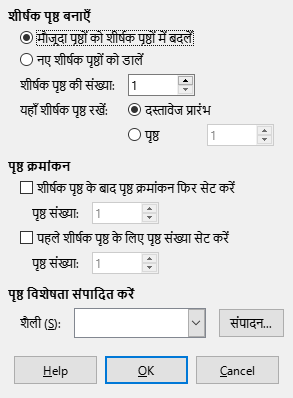 शीर्षक पृष्ठ बनाएँ
मौजूदा पृष्ठों को शीर्षक पृष्ठों में बदलें
नए शीर्षक पृष्ठों को डालें
शीर्षक पृष्ठ की संख्या: 1
यहाँ शीर्षक पृष्ठ रखें: दस्तावेज प्रारंभ
पृष्ठ 1
पृष्ठ क्रमांकन
शीर्षक पृष्ठ के बाद पृष्ठ क्रमांकन फिर सेट करें
पृष्ठ संख्या: 1
पहले शीर्षक पृष्ठ के लिए पृष्ठ संख्या सेट करें
पृष्ठ संख्या: 1
पृष्ठ विशेषता संपादित करें
शैली (S): संपादन...
Help OK Cancel